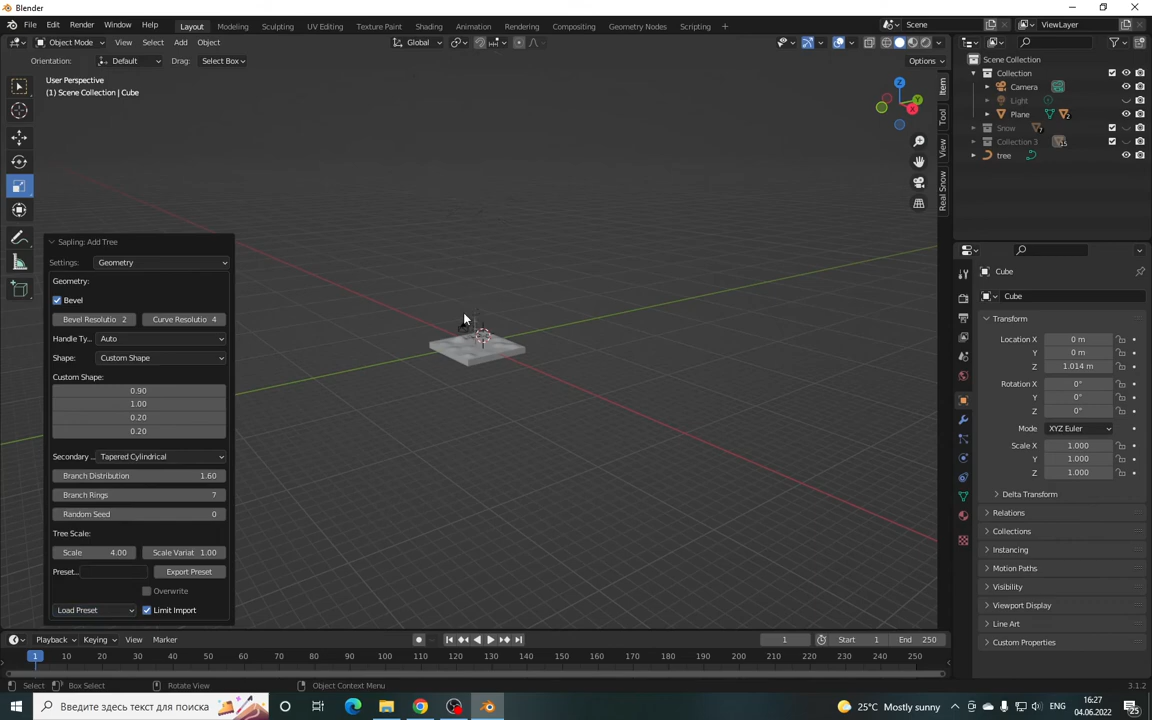 Blender
File Edit Render Window Help Layout Modeling Sculpting UV Editing Texture Paint Shading Animation Rendering Compositing Geometry Nodes Scripting + Scene ViewLayer
Object Mode View Select Add Object Global
Orientation: Default Drag: Select Box Options
User Perspective
(1) Scene Collection | Cube
Z
Y
X
Item
Tool
View
Real Snow
Sapling: Add Tree
Settings: Geometry
Geometry:
Bevel
Bevel Resolutio 2 Curve Resolutio 4
Handle Ty... Auto
Shape: Custom Shape
Custom Shape:
0.90
1.00
0.20
0.20
Secondary ... Tapered Cylindrical
Branch Distribution 1.60
Branch Rings 7
Random Seed 0
Tree Scale:
Scale 4.00 Scale Variat 1.00
Preset... Export Preset
Overwrite
Load Preset Limit Import
Scene Collection
Collection
Camera
Light
Plane 2
Snow 7
Collection 3 15
tree
Cube
Cube
Transform
Location X 0 m
Y 0 m
Z 1.014 m
Rotation X 0°
Y 0°
Z 0°
Mode XYZ Euler
Scale X 1.000
Y 1.000
Z 1.000
Delta Transform
Relations
Collections
Instancing
Motion Paths
Visibility
Viewport Display
Line Art
Custom Properties
Playback Keying View Marker 1 Start 1 End 250
1 10 20 30 40 50 60 70 80 90 100 110 120 130 140 150 160 170 180 190 200 210 220 230 240 250
Select Box Select Rotate View Object Context Menu 3.1.2
Введите здесь текст для поиска 25°C Mostly sunny ENG 16:27
04.06.2022 25